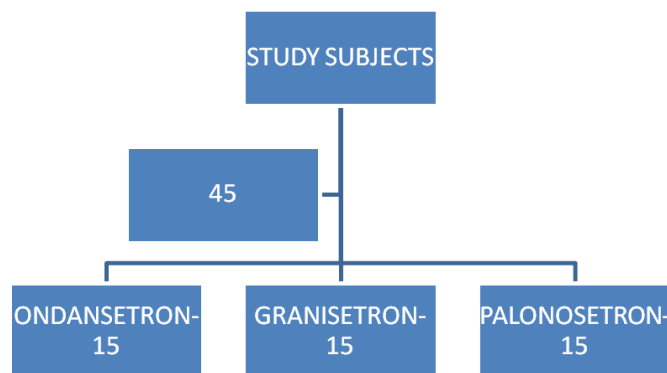 STUDY SUBJECTS
45
ONDANSETRON-
15
GRANISETRON-
15
PALONOSETRON-
15